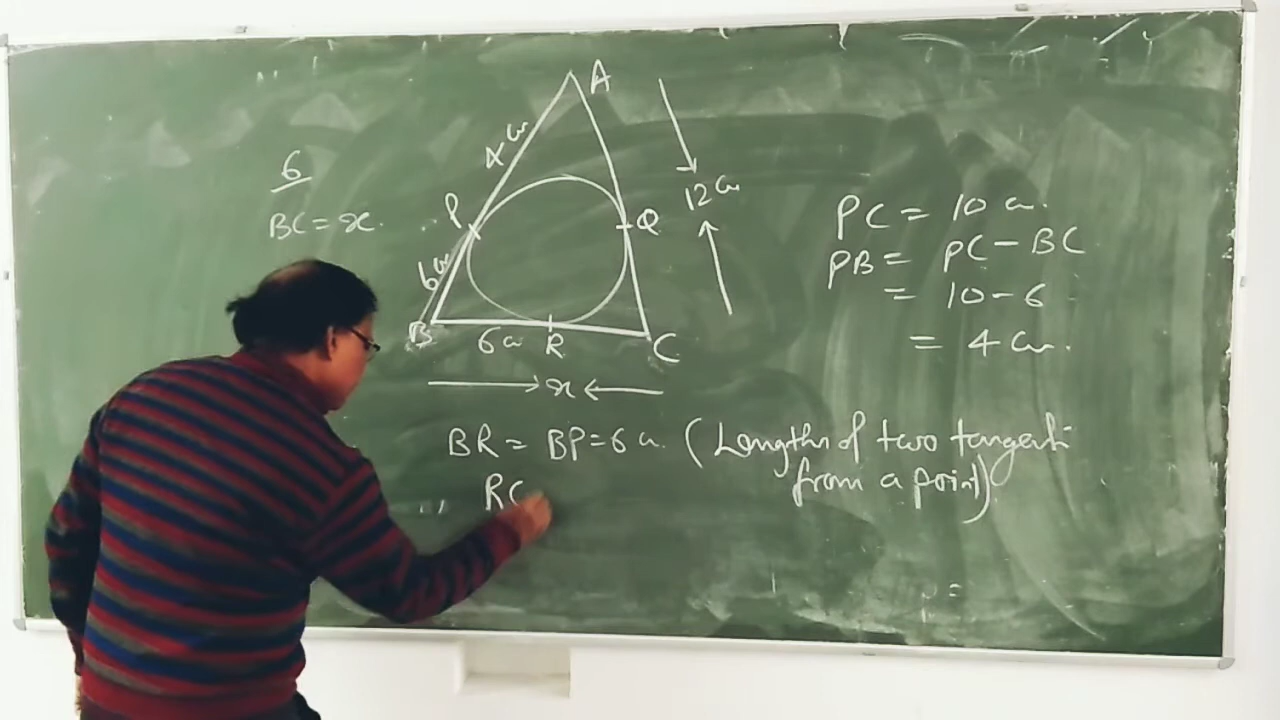 6
BC = x.
A
4 cm
P
Q
12 cm
6 cm
B
6 cm
R
C
x
PC = 10 cm.
PB = PC - BC
= 10 - 6
= 4 cm.
BR = BP = 6 cm. (Lengths of two tangents
from a point).
RC